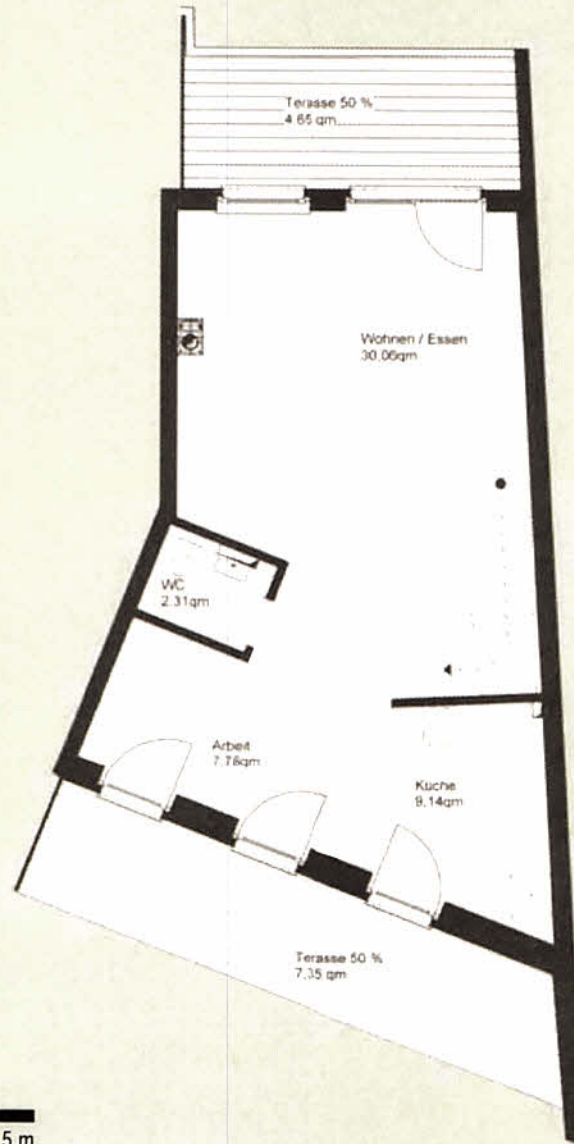 Terasse 50 %
4.65 qm
Wohnen / Essen
30,06qm
WC
2.31qm
Arbeit
7.78qm
Küche
9,14qm
Terasse 50 %
7,35 qm
5 m